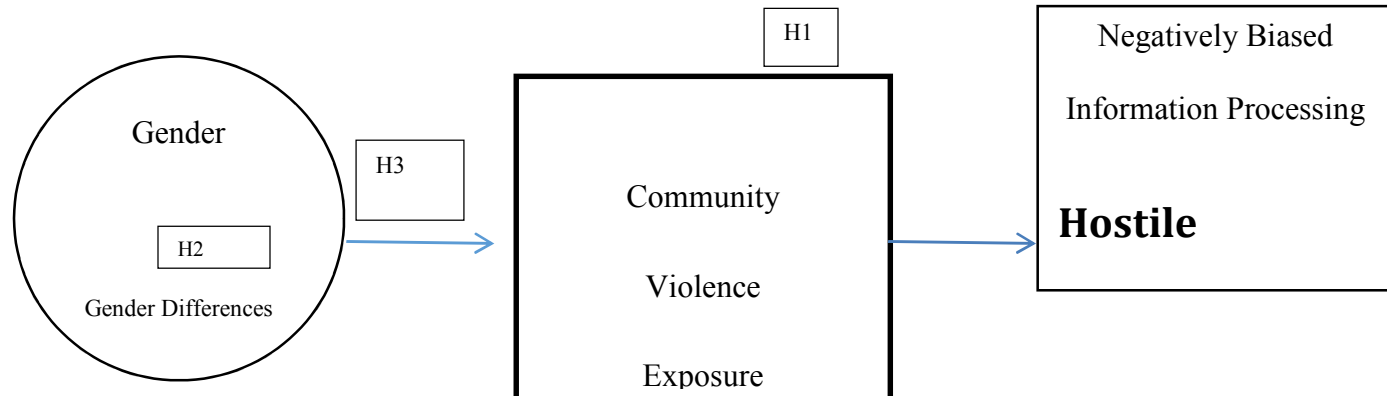 Gender
H2
Gender Differences
H3
H1
Community
Violence
Exposure
Negatively Biased
Information Processing
Hostile